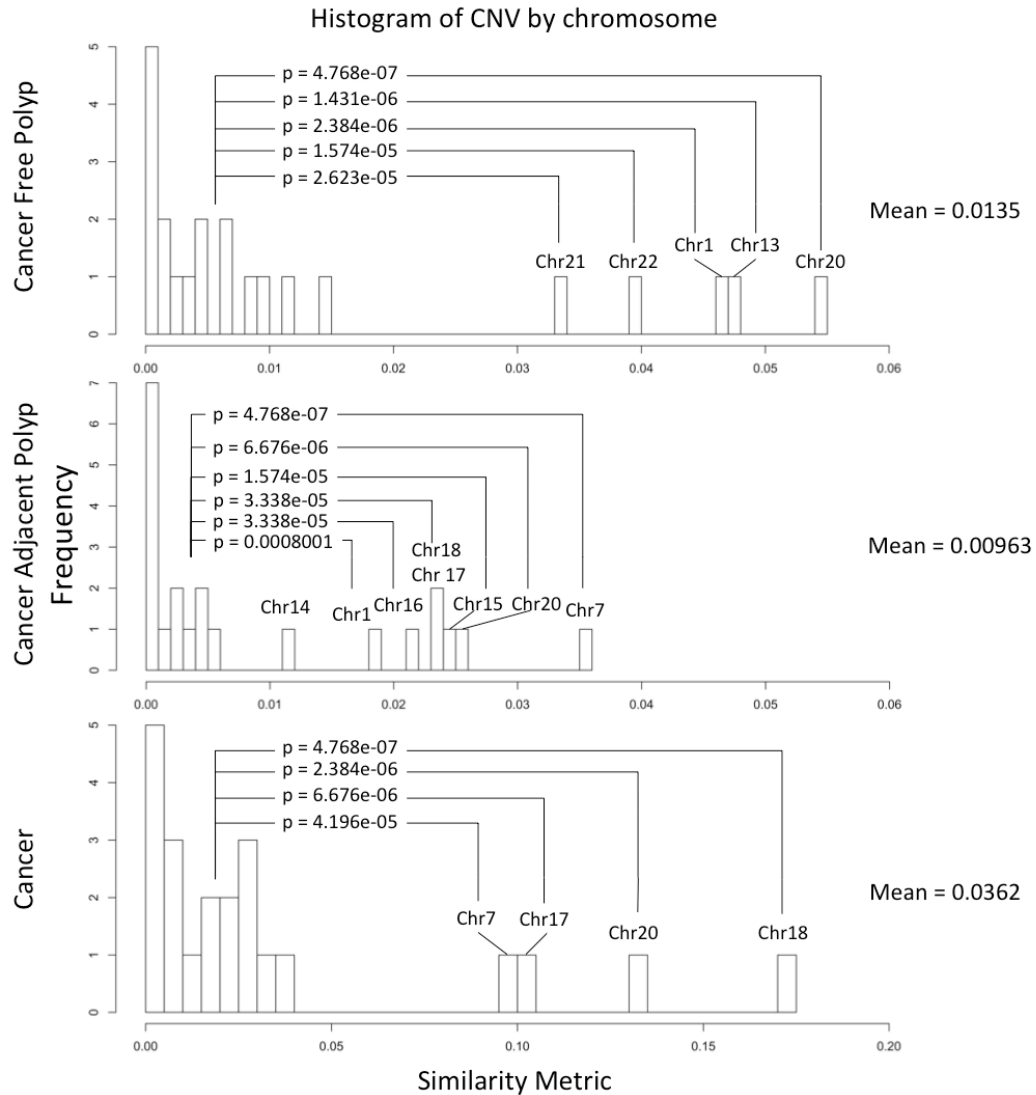 Histogram of CNV by chromosome
Cancer Free Polyp
5
4
3
2
1
0
p = 4.768e-07
p = 1.431e-06
p = 2.384e-06
p = 1.574e-05
p = 2.623e-05
Mean = 0.0135
Chr1 Chr13
Chr21 Chr22 Chr20
0.00 0.01 0.02 0.03 0.04 0.05 0.06
Cancer Adjacent Polyp
Frequency
7
6
5
4
3
2
1
0
p = 4.768e-07
p = 6.676e-06
p = 1.574e-05
p = 3.338e-05
p = 3.338e-05
p = 0.0008001
Mean = 0.00963
Chr18
Chr 17
Chr14 Chr1 Chr16 Chr15 Chr20 Chr7
0.00 0.01 0.02 0.03 0.04 0.05 0.06
Cancer
5
4
3
2
1
0
p = 4.768e-07
p = 2.384e-06
p = 6.676e-06
p = 4.196e-05
Mean = 0.0362
Chr7 Chr17 Chr20 Chr18
0.00 0.05 0.10 0.15 0.20
Similarity Metric